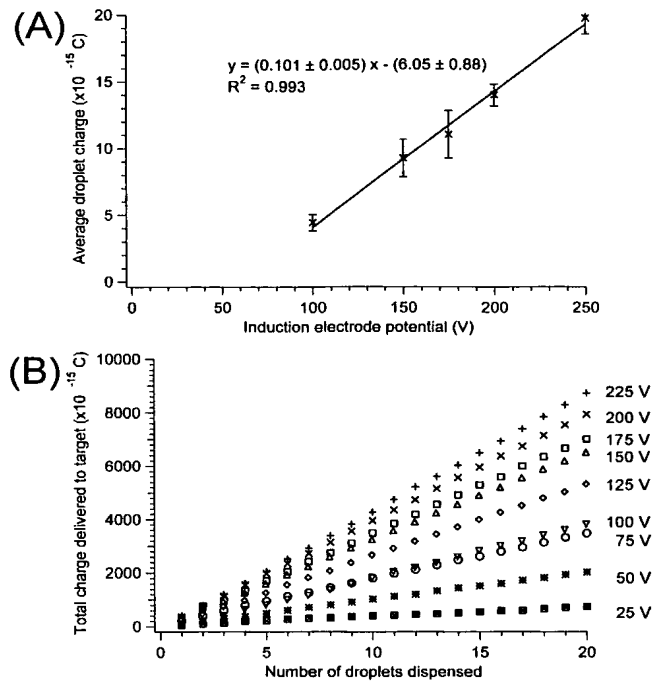 (A)
Average droplet charge (x10 ⁻¹⁵ C)
20
15
10
5
0
y = (0.101 ± 0.005) x - (6.05 ± 0.88)
R² = 0.993
0 50 100 150 200 250
Induction electrode potential (V)
(B)
Total charge delivered to target (x10 ⁻¹⁵ C)
10000
8000
6000
4000
2000
0
225 V
200 V
175 V
150 V
125 V
100 V
75 V
50 V
25 V
0 5 10 15 20
Number of droplets dispensed